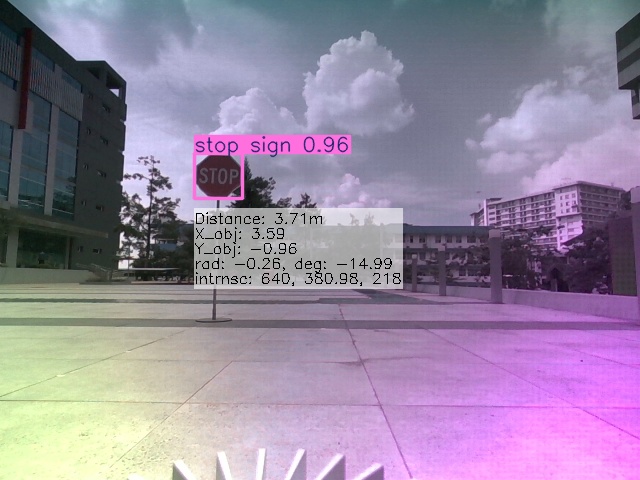 stop sign 0.96
STOP
Distance: 3.71m
X_obj: 3.59
Y_obj: -0.96
rad: -0.26, deg: -14.99
intrnsc: 640, 380.98, 218